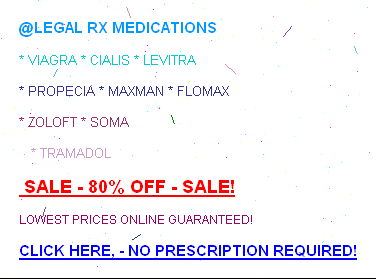 @LEGAL RX MEDICATIONS
* VIAGRA * CIALIS * LEVITRA
* PROPECIA * MAXMAN * FLOMAX
* ZOLOFT * SOMA
* TRAMADOL
SALE - 80% OFF - SALE!
LOWEST PRICES ONLINE GUARANTEED!
CLICK HERE, - NO PRESCRIPTION REQUIRED!